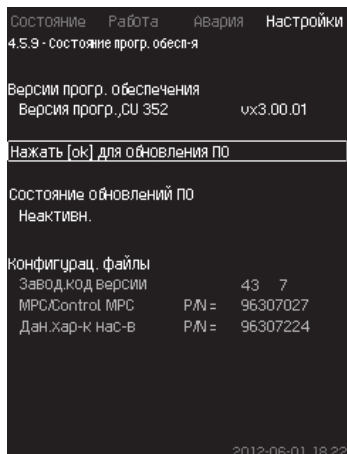 Состояние Работа Авария Настройки
4.5.9 - Состояние прогр. обесп-я
Версии прогр. обеспечения
Версия прогр.,CU 352 vx3.00.01
Нажать [ok] для обновления ПО
Состояние обновлений ПО
Неактивн.
Конфигурац. файлы
Завод.код версии 43 7
MPC/Control MPC P/N = 96307027
Дан.хар-к нас-в P/N = 96307224
2012-06-01 18:22